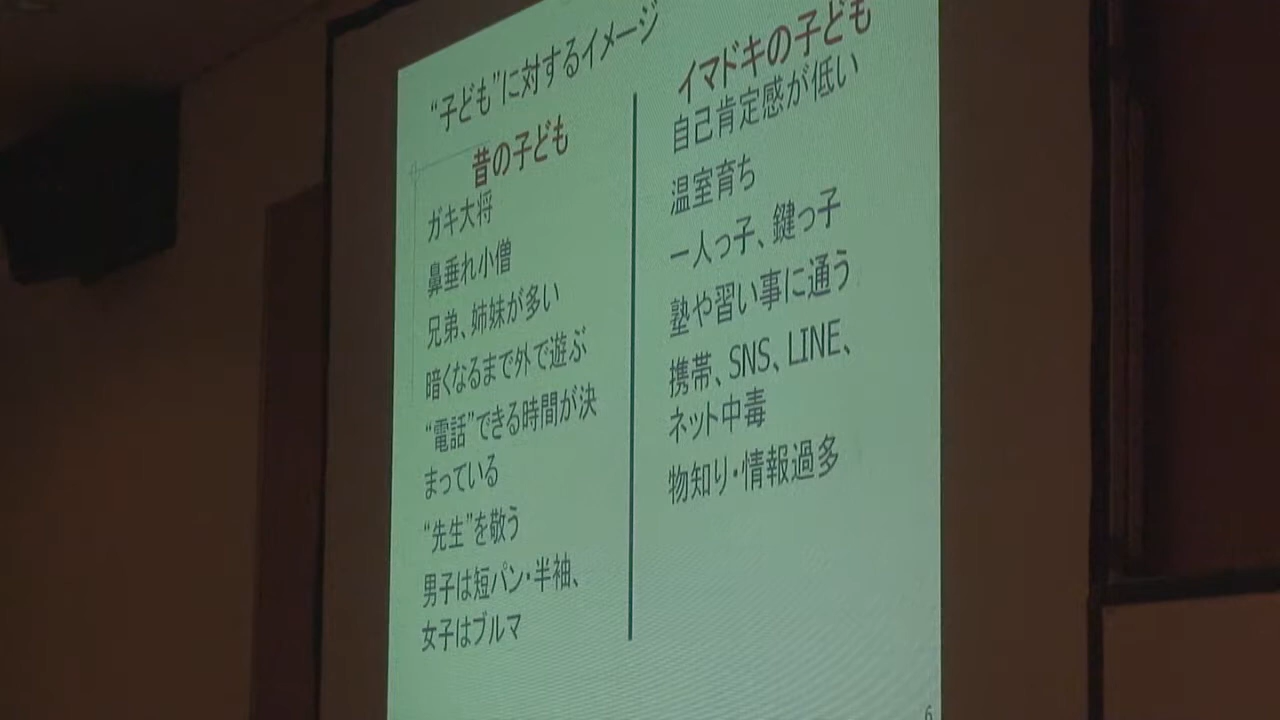 “子ども”に対するイメージ
昔の子ども
ガキ大将
鼻垂れ小僧
兄弟、姉妹が多い
暗くなるまで外で遊ぶ
“電話”できる時間が決
まっている
“先生”を敬う
男子は短パン・半袖、
女子はブルマ
イマドキの子ども
自己肯定感が低い
温室育ち
一人っ子、鍵っ子
塾や習い事に通う
携帯、SNS、LINE、
ネット中毒
物知り・情報過多
6